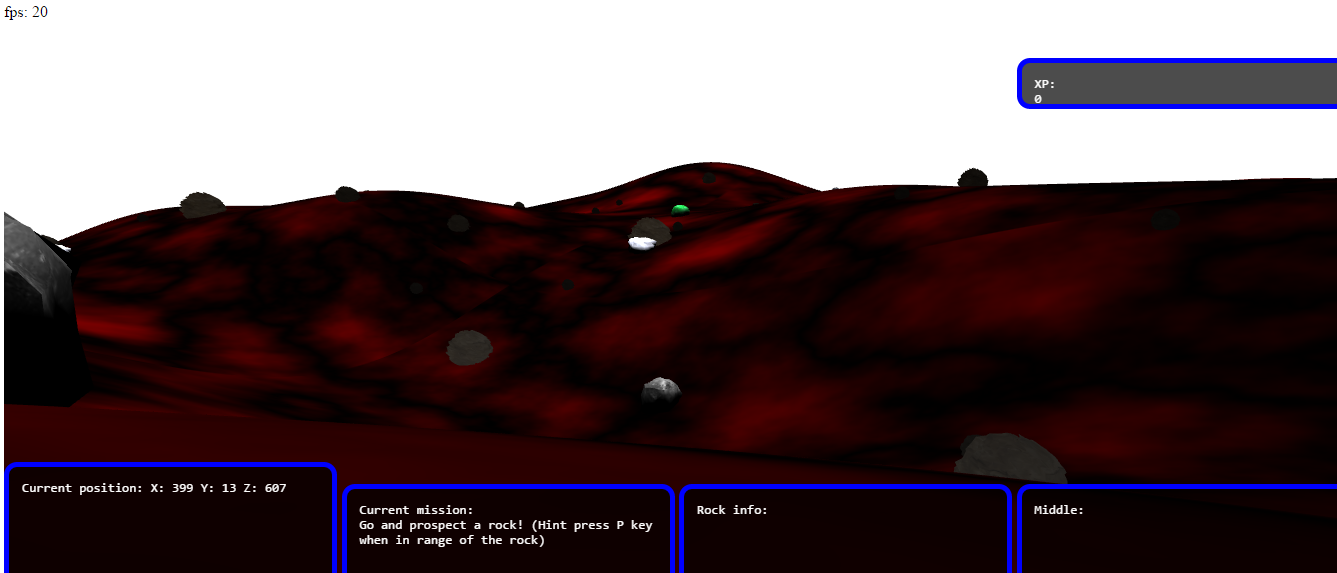 fps: 20
XP:
0
Current position: X: 399 Y: 13 Z: 607
Current mission:
Go and prospect a rock! (Hint press P key
when in range of the rock)
Rock info:
Middle: